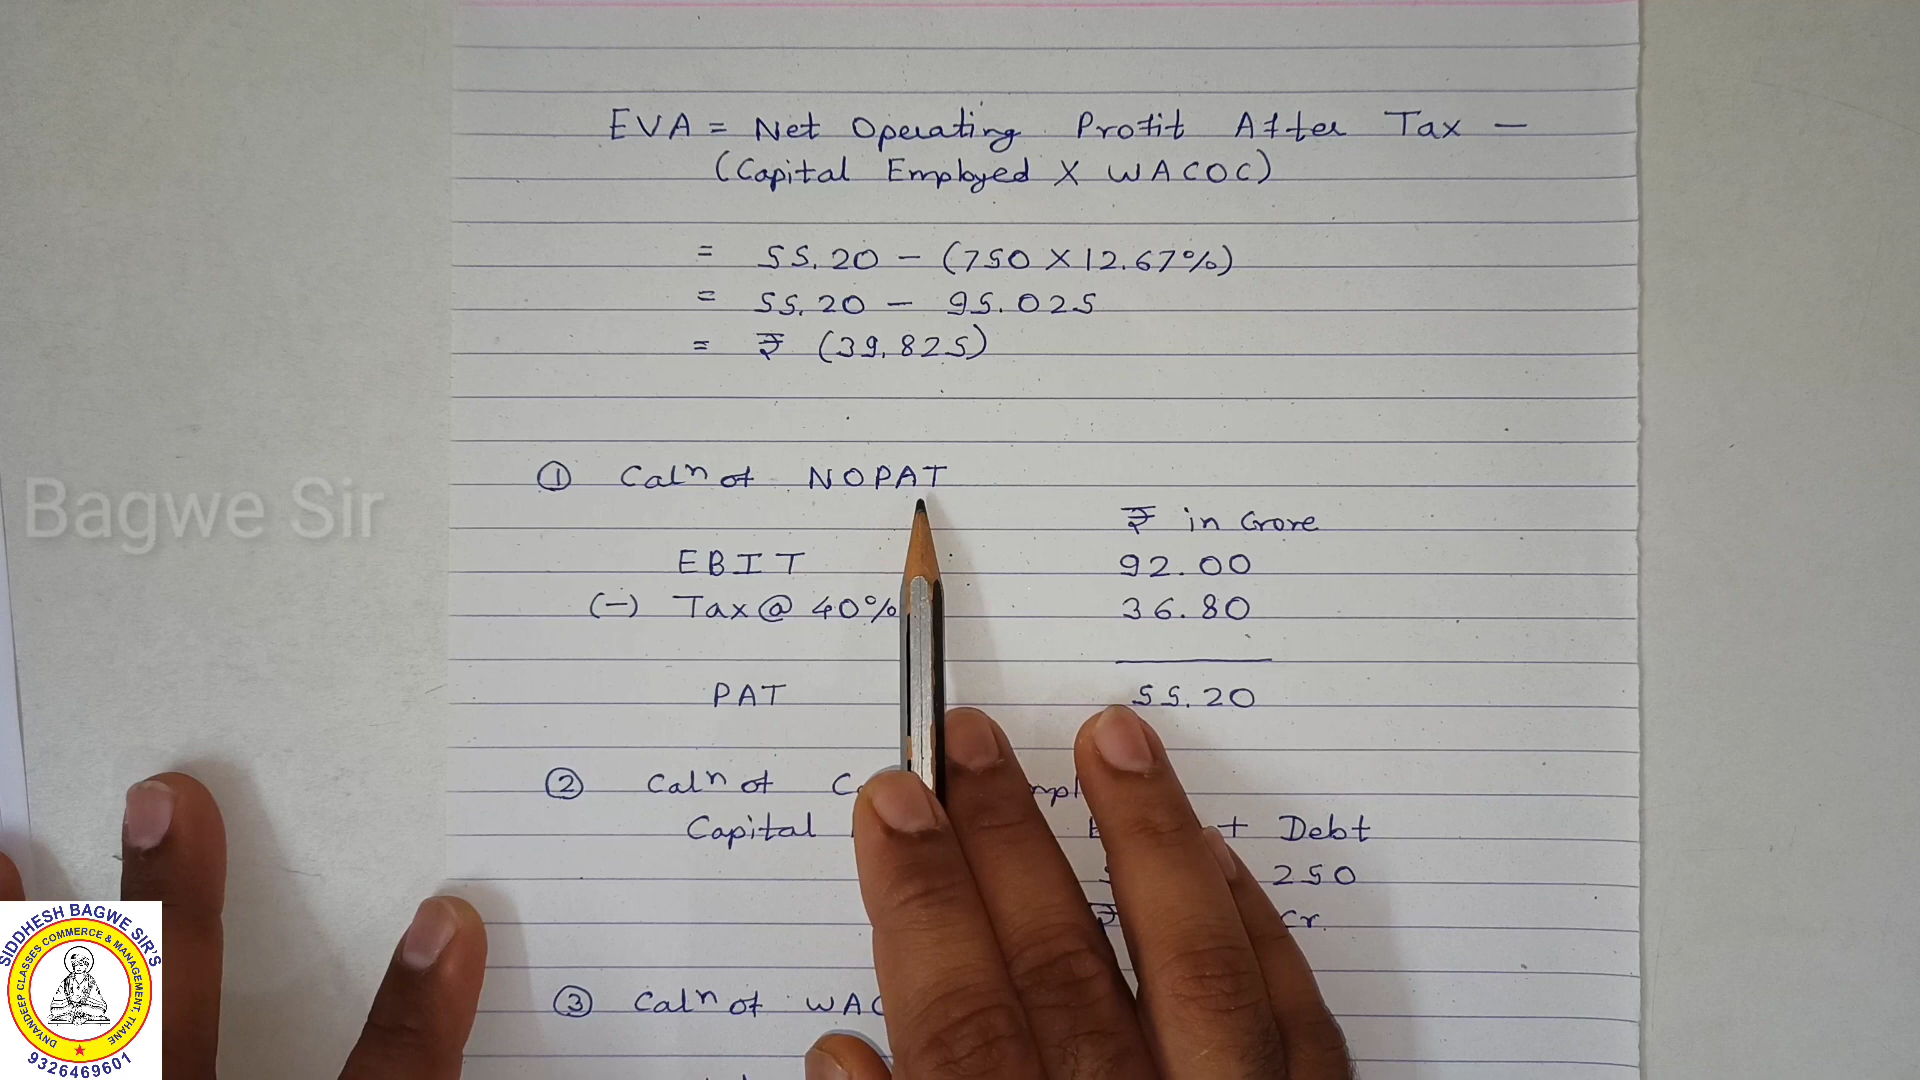 EVA = Net Operating Profit After Tax –
(Capital Employed X WACOC)
= 55.20 – (750 X 12.67%)
= 55.20 – 95.025
= ₹ (39.825)
① Calⁿ of NOPAT
₹ in Crore
EBIT 92.00
(–) Tax @ 40% 36.80
PAT 55.20
② Calⁿ of
Capital + Debt
250
₹ Cr.
③ Calⁿ of
Bagwe Sir
SIDDHESH BAGWE SIR'S
DNYANDEEP CLASSES COMMERCE & MANAGEMENT, THANE
9326469601